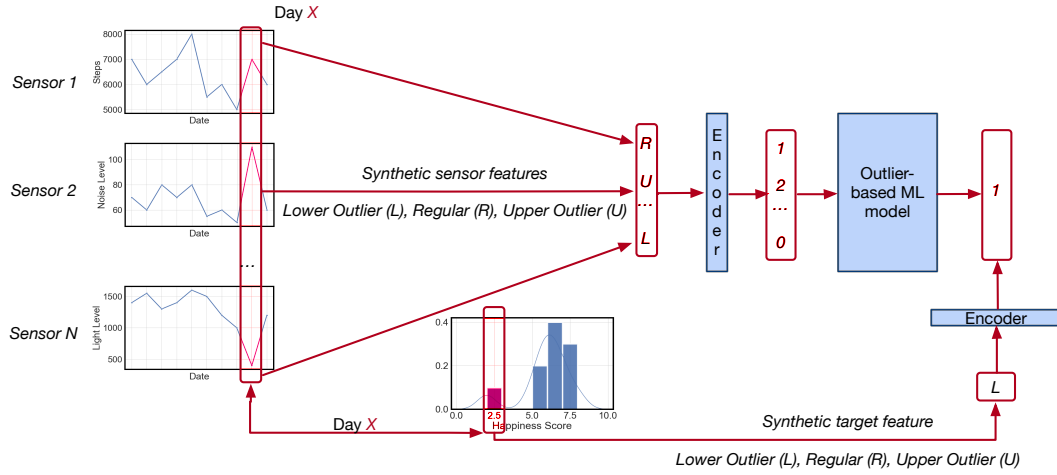 Day X
Sensor 1
8000
7000
6000
5000
Steps
Date
Sensor 2
100
80
60
Noise Level
Date
...
Sensor N
1500
1000
500
Light Level
Date
Synthetic sensor features
Lower Outlier (L), Regular (R), Upper Outlier (U)
R
U
...
L
Encoder
1
2
...
0
Outlier-
based ML
model
1
Encoder
L
0.4
0.2
0.0
0.0
2.5
5.0
7.5
10.0
Happiness Score
Day X
Synthetic target feature
Lower Outlier (L), Regular (R), Upper Outlier (U)